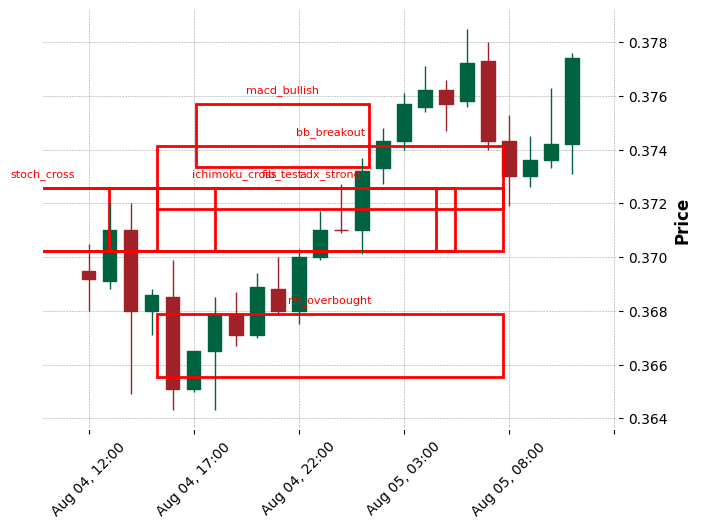 0.378
macd_bullish
0.376
bb_breakout
0.374
stoch_cross
ichimoku_cross
fib_test
adx_strong
0.372
Price
0.370
0.368
rsi_overbought
0.366
0.364
Aug 04, 12:00
Aug 04, 17:00
Aug 04, 22:00
Aug 05, 03:00
Aug 05, 08:00